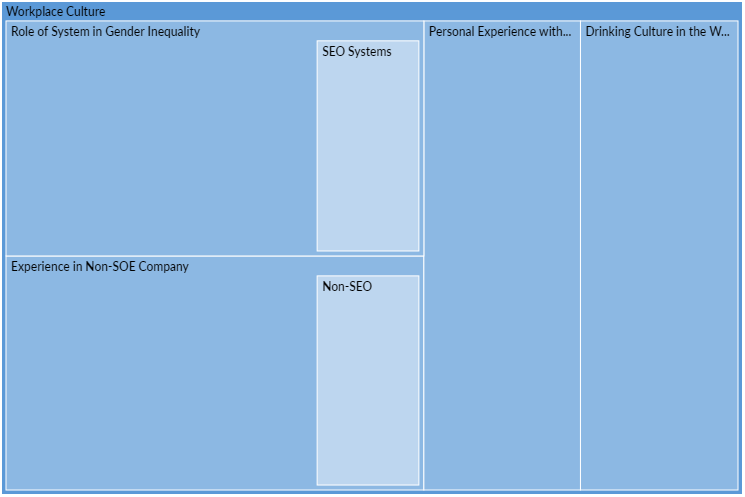 Workplace Culture
Role of System in Gender Inequality
SEO Systems
Personal Experience with...
Drinking Culture in the W...
Experience in Non-SOE Company
Non-SEO